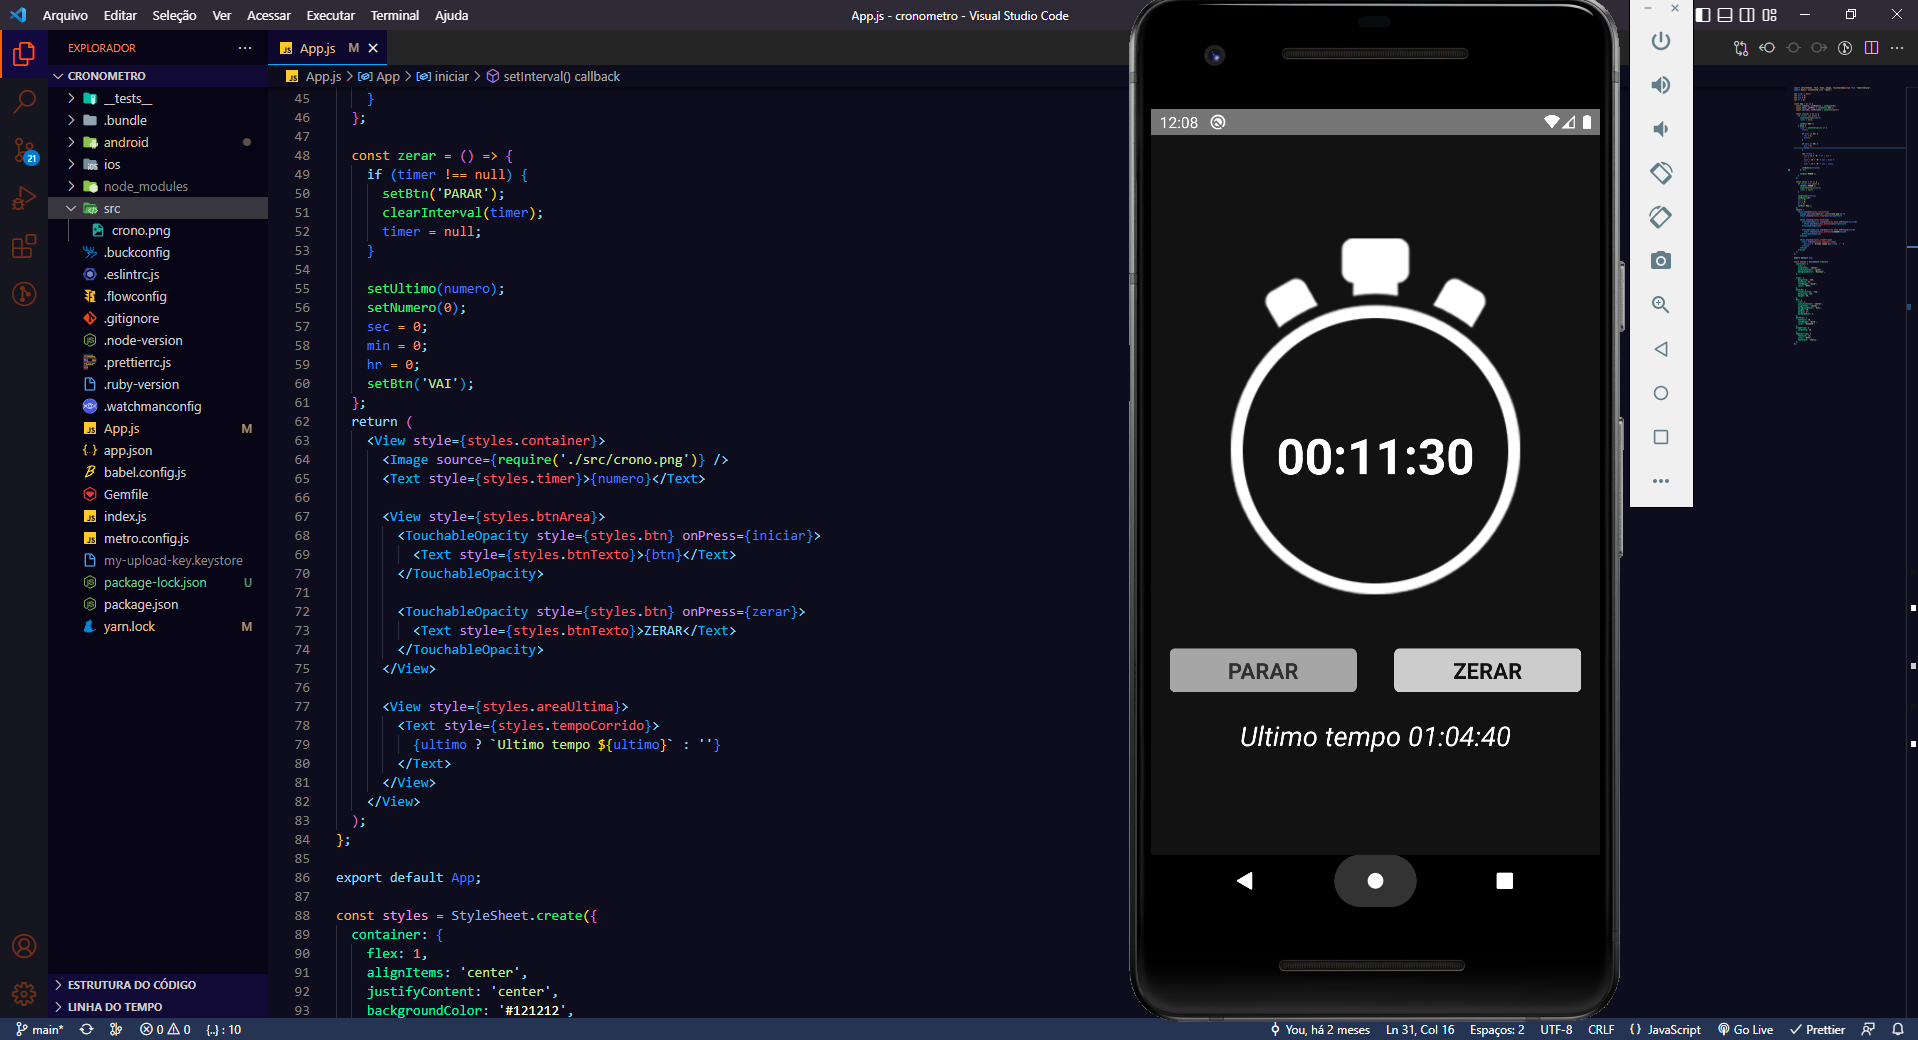 Arquivo Editar Seleção Ver Acessar Executar Terminal Ajuda
App.js - cronometro - Visual Studio Code
EXPLORADOR
CRONOMETRO
__tests__
.bundle
android
ios
node_modules
src
crono.png
.buckconfig
.eslintrc.js
.flowconfig
.gitignore
.node-version
.prettierrc.js
.ruby-version
.watchmanconfig
App.js M
app.json
babel.config.js
Gemfile
index.js
metro.config.js
my-upload-key.keystore
package-lock.json U
package.json
yarn.lock M
ESTRUTURA DO CÓDIGO
LINHA DO TEMPO
21
App.js M
App.js > App > iniciar > setInterval() callback
45 }
46 };
47
48 const zerar = () => {
49 if (timer !== null) {
50 setBtn('PARAR');
51 clearInterval(timer);
52 timer = null;
53 }
54
55 setUltimo(numero);
56 setNumero(0);
57 sec = 0;
58 min = 0;
59 hr = 0;
60 setBtn('VAI');
61 };
62 return (
63 <View style={styles.container}>
64 <Image source={require('./src/crono.png')} />
65 <Text style={styles.timer}>{numero}</Text>
66
67 <View style={styles.btnArea}>
68 <TouchableOpacity style={styles.btn} onPress={iniciar}>
69 <Text style={styles.btnTexto}>{btn}</Text>
70 </TouchableOpacity>
71
72 <TouchableOpacity style={styles.btn} onPress={zerar}>
73 <Text style={styles.btnTexto}>ZERAR</Text>
74 </TouchableOpacity>
75 </View>
76
77 <View style={styles.areaUltima}>
78 <Text style={styles.tempoCorrido}>
79 {ultimo ? `Ultimo tempo ${ultimo}` : ''}
80 </Text>
81 </View>
82 </View>
83 );
84 };
85
86 export default App;
87
88 const styles = StyleSheet.create({
89 container: {
90 flex: 1,
91 alignItems: 'center',
92 justifyContent: 'center',
93 backgroundColor: '#121212',
12:08
00:11:30
PARAR ZERAR
Ultimo tempo 01:04:40
main* 0 0 {..} : 10
You, há 2 meses Ln 31, Col 16 Espaços: 2 UTF-8 CRLF {} JavaScript Go Live Prettier